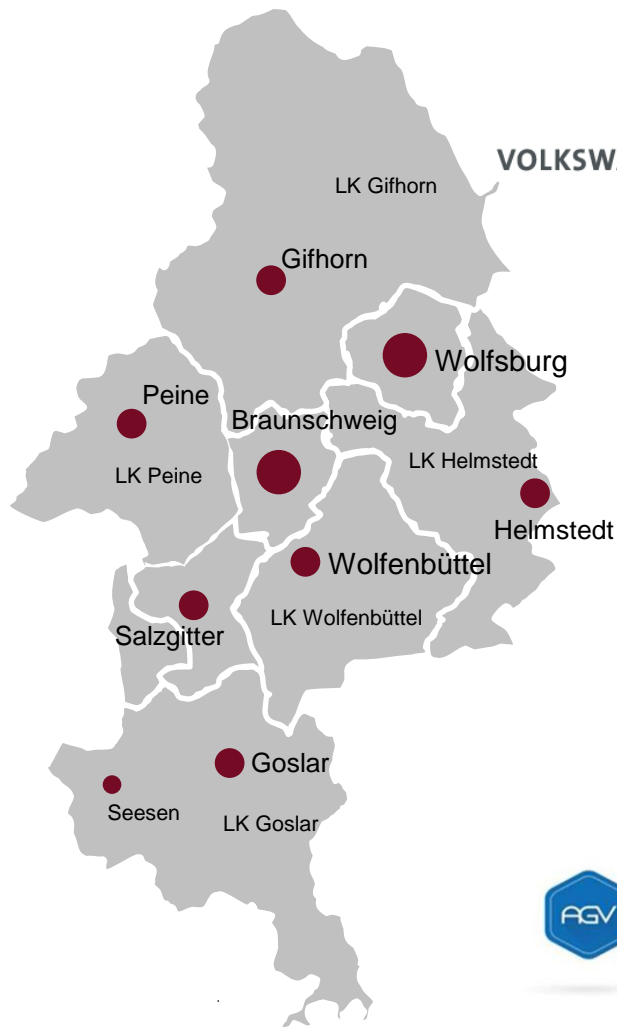 VOLKSWA
LK Gifhorn
Gifhorn
Wolfsburg
Peine
Braunschweig
LK Helmstedt
LK Peine
Helmstedt
Wolfenbüttel
LK Wolfenbüttel
Salzgitter
Goslar
Seesen
LK Goslar
AGV